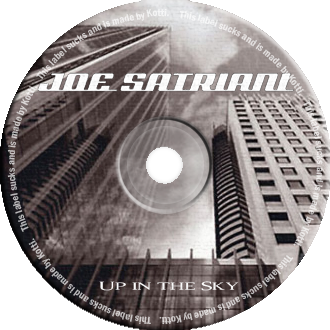 This label sucks and is made by Kotti.
This label sucks and is made by Kotti.
JOE SATRIANI
UP IN THE SKY
This label sucks and is made by Kotti.
This label sucks and is made by Kotti.